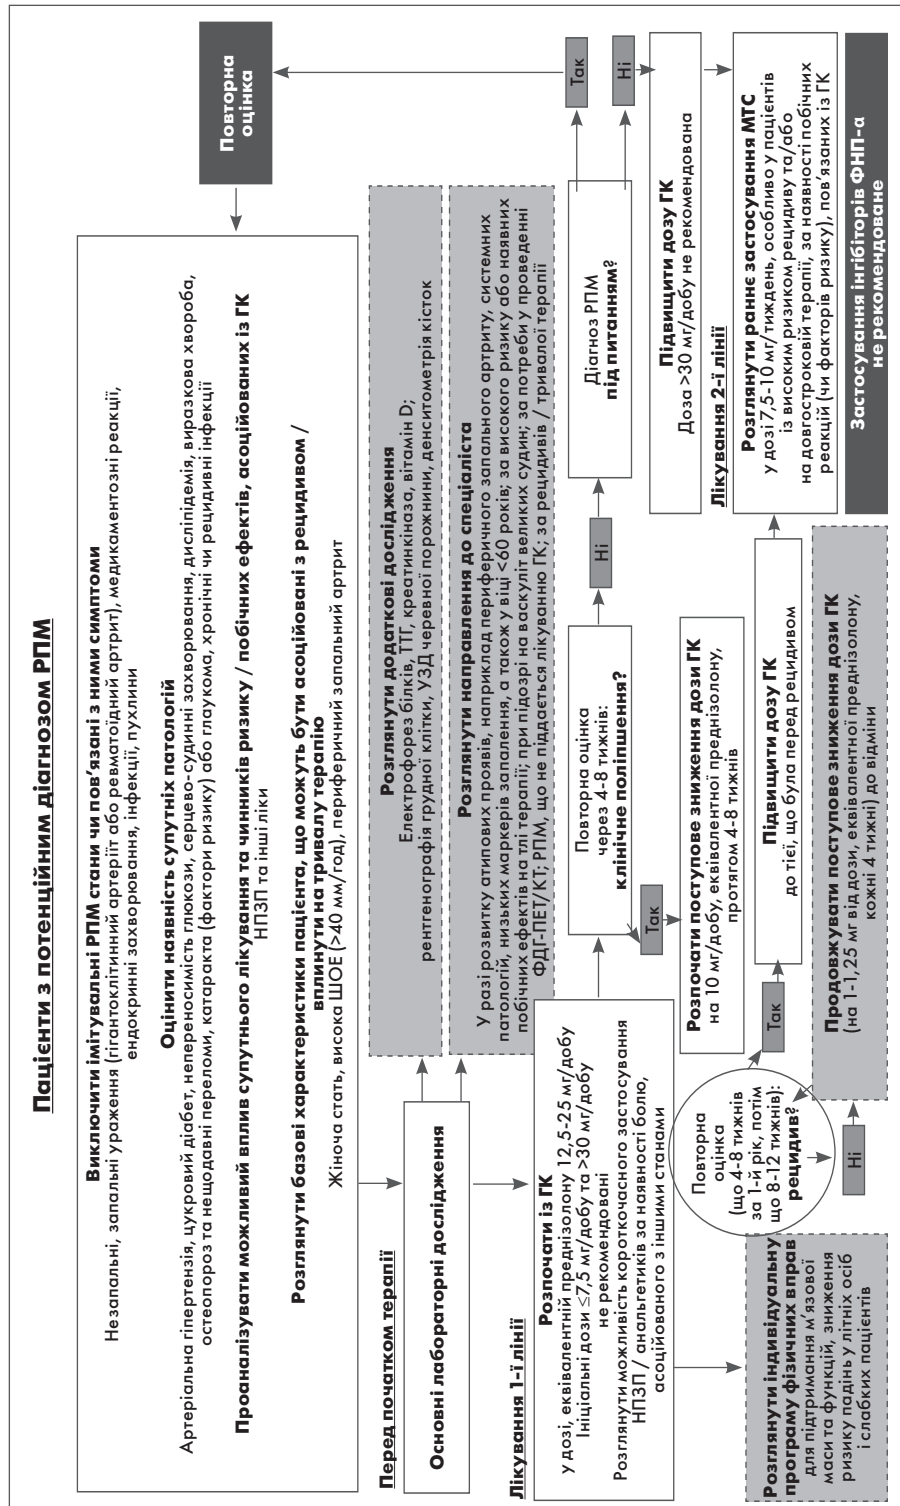 Пацієнти з потенційним діагнозом РПМ
Виключити імітувальні РПМ стани чи пов'язані з ними симптоми
Незапальні, запальні ураження (гігантоклітинний артеріїт або ревматоїдний артрит), медикаментозні реакції,
ендокринні захворювання, інфекції, пухлини
Оцінити наявність супутніх патологій
Артеріальна гіпертензія, цукровий діабет, непереносимість глюкози, серцево-судинні захворювання, дисліпідемія, виразкова хвороба,
остеопороз та нещодавні переломи, катаракта (фактори ризику) або глаукома, хронічні чи рецидивні інфекції
Проаналізувати можливий вплив супутнього лікування та чинників ризику / побічних ефектів, асоційованих із ГК
НПЗП та інші ліки
Розглянути базові характеристики пацієнта, що можуть бути асоційовані з рецидивом /
вплинути на тривалу терапію
Жіноча стать, висока ШОЕ (>40 мм/год), периферичний запальний артрит
Повторна
оцінка
Перед початком терапії
Основні лабораторні дослідження
Розглянути додаткові дослідження
Електрофорез білків, ТТГ, креатинкіназа, вітамін D;
рентгенографія грудної клітки, УЗД черевної порожнини, денситометрія кісток
Розглянути направлення до спеціаліста
У разі розвитку атипових проявів, наприклад периферичного запального артриту, системних
патологій, низьких маркерів запалення, а також у віці <60 років; за високого ризику або наявних
побічних ефектів на тлі терапії; при підозрі на васкуліт великих судин; за потреби у проведенні
ФДГ-ПЕТ/КТ; РПМ, що не піддається лікуванню ГК; за рецидивів / тривалої терапії
Лікування 1-ї лінії
Розпочати із ГК
у дозі, еквівалентній преднізолону 12,5-25 мг/добу
Ініціальні дози ≤7,5 мг/добу та >30 мг/добу
не рекомендовані
Розглянути можливість короткочасного застосування
НПЗП / анальгетиків за наявності болю,
асоційованого з іншими станами
Повторна оцінка
через 4-8 тижнів:
клінічне поліпшення?
Ні
Діагноз РПМ
під питанням?
Так
Ні
Так
Розпочати поступове зниження дози ГК
на 10 мг/добу, еквівалентної преднізолону,
протягом 4-8 тижнів
Підвищити дозу ГК
Доза >30 мг/добу не рекомендована
Лікування 2-ї лінії
Розглянути індивідуальну
програму фізичних вправ
для підтримання м'язової
маси та функцій, зниження
ризику падінь у літніх осіб
і слабких пацієнтів
Повторна
оцінка
(що 4-8 тижнів
за 1-й рік, потім
що 8-12 тижнів):
рецидив?
Так
Підвищити дозу ГК
до тієї, що була перед рецидивом
Розглянути раннє застосування МТС
у дозі 7,5-10 мг/тиждень, особливо у пацієнтів
із високим ризиком рецидиву та/або
на довгостроковій терапії, за наявності побічних
реакцій (чи факторів ризику), пов'язаних із ГК
Ні
Продовжувати поступове зниження дози ГК
(на 1-1,25 мг від дози, еквівалентної преднізолону,
кожні 4 тижні) до відміни
Застосування інгібіторів ФНП-α
не рекомендоване